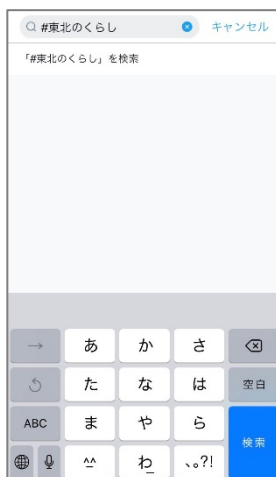 #東北のくらし キャンセル
「#東北のくらし」を検索
→ あ か さ
た な は 空白
ABC ま や ら 検索
^^ わ 、。?!